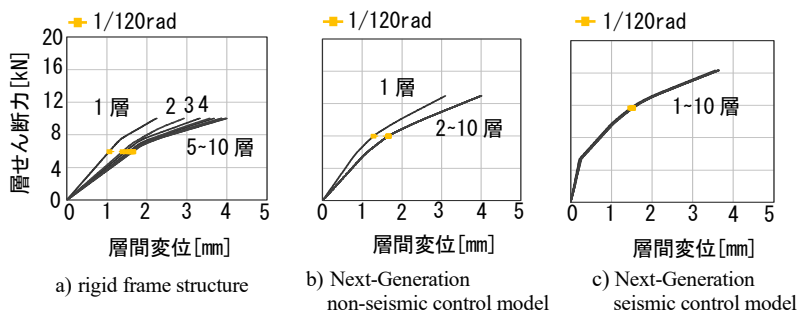 1/120rad
1/120rad
1/120rad
層せん断力[kN]
20
16
12
8
4
0
1層
2 3 4
5~10 層
0 1 2 3 4 5
層間変位[mm]
a) rigid frame structure
1層
2~10 層
0 1 2 3 4 5
層間変位[mm]
b) Next-Generation
non-seismic control model
1~10 層
0 1 2 3 4 5
層間変位[mm]
c) Next-Generation
seismic control model